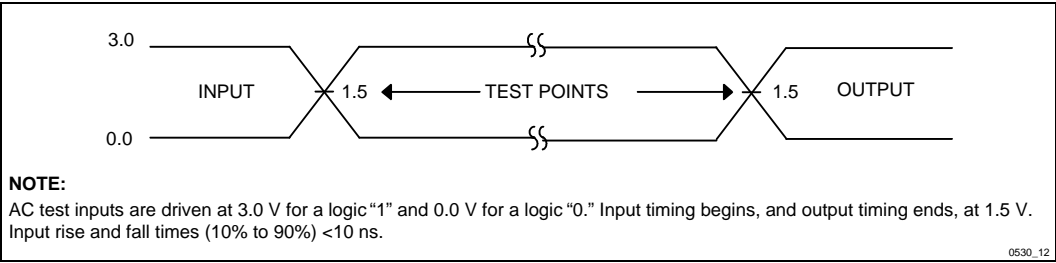 3.0
INPUT 1.5 TEST POINTS 1.5 OUTPUT
0.0
NOTE:
AC test inputs are driven at 3.0 V for a logic “1” and 0.0 V for a logic “0.” Input timing begins, and output timing ends, at 1.5 V.
Input rise and fall times (10% to 90%) <10 ns.
0530_12